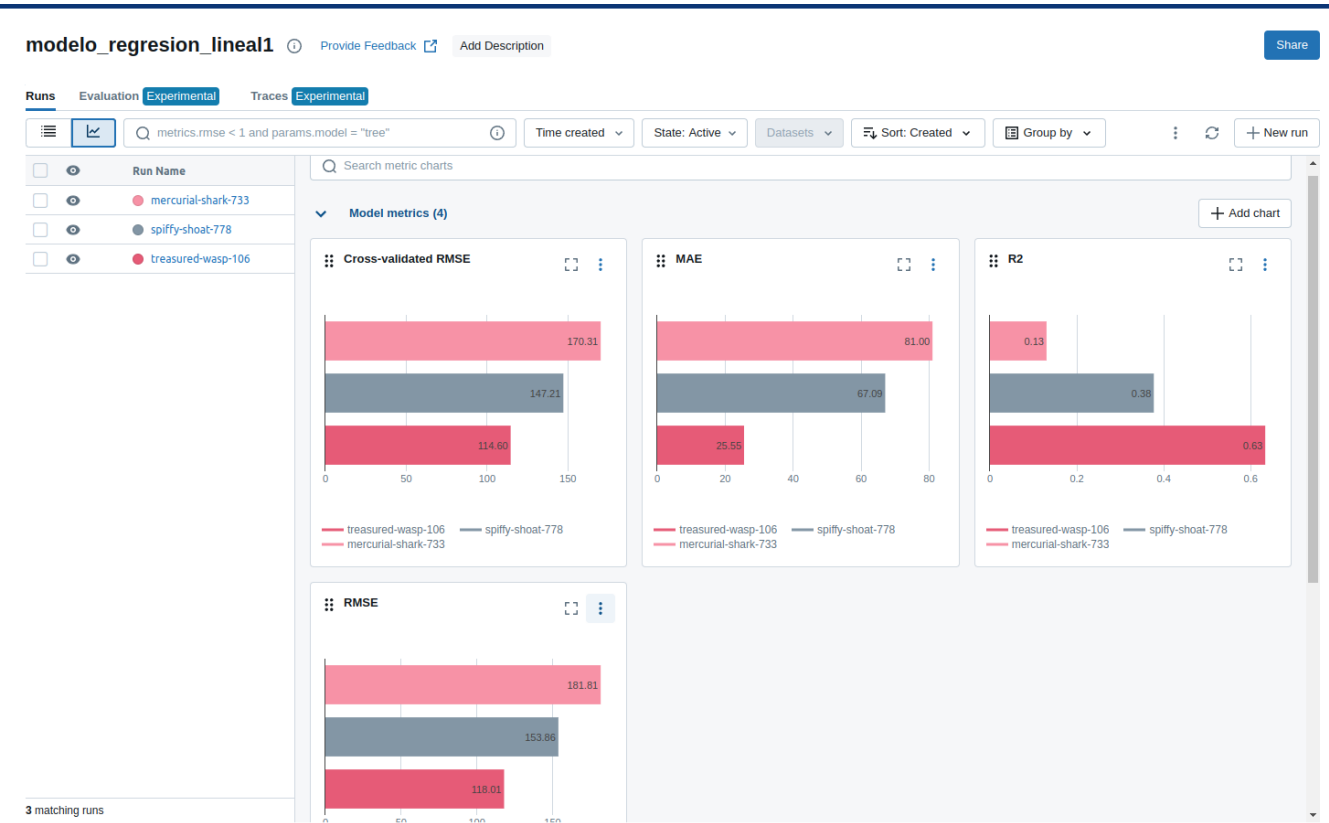 modelo_regresion_lineal1 Provide Feedback Add Description Share
Runs Evaluation Experimental Traces Experimental
metrics.rmse < 1 and params.model = "tree" Time created State: Active Datasets Sort: Created Group by New run
Run Name
mercurial-shark-733
spiffy-shoat-778
treasured-wasp-106
3 matching runs
Search metric charts
Model metrics (4) Add chart
Cross-validated RMSE
170.31
147.21
114.60
0 50 100 150
treasured-wasp-106 spiffy-shoat-778
mercurial-shark-733
MAE
81.00
67.09
25.55
0 20 40 60 80
treasured-wasp-106 spiffy-shoat-778
mercurial-shark-733
R2
0.13
0.38
0.63
0 0.2 0.4 0.6
treasured-wasp-106 spiffy-shoat-778
mercurial-shark-733
RMSE
181.81
153.86
118.01
0 50 100 150